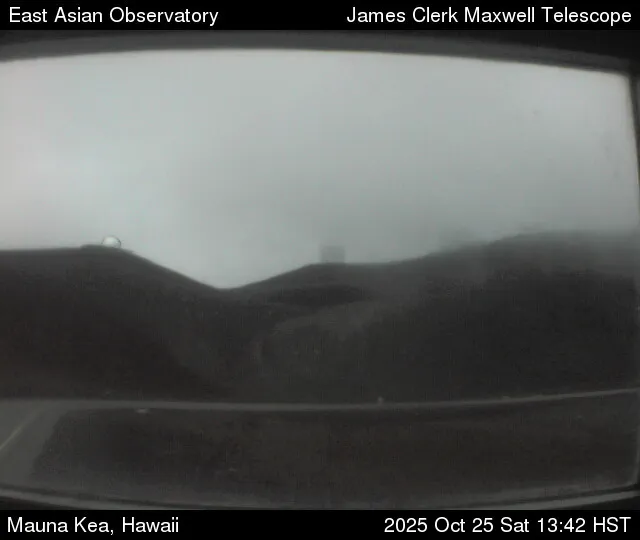 East Asian Observatory
James Clerk Maxwell Telescope
Mauna Kea, Hawaii
2025 Oct 25 Sat 13:42 HST